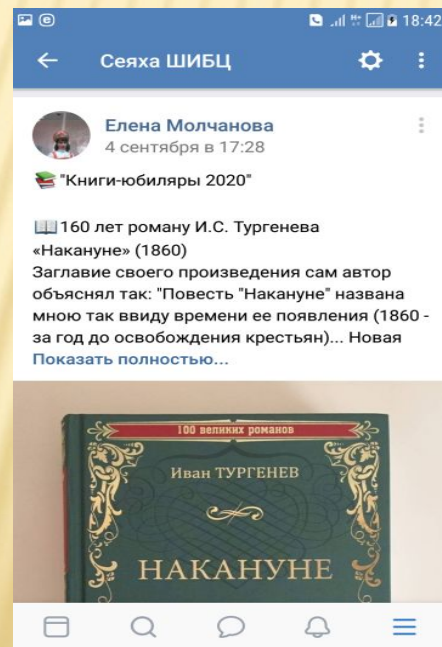 18:42
Сеяха ШИБЦ
Елена Молчанова
4 сентября в 17:28
"Книги-юбиляры 2020"
160 лет роману И.С. Тургенева
«Накануне» (1860)
Заглавие своего произведения сам автор
объяснял так: "Повесть "Накануне" названа
мною так ввиду времени ее появления (1860 -
за год до освобождения крестьян)... Новая
Показать полностью...
100 великих романов
Иван ТУРГЕНЕВ
НАКАНУНЕ